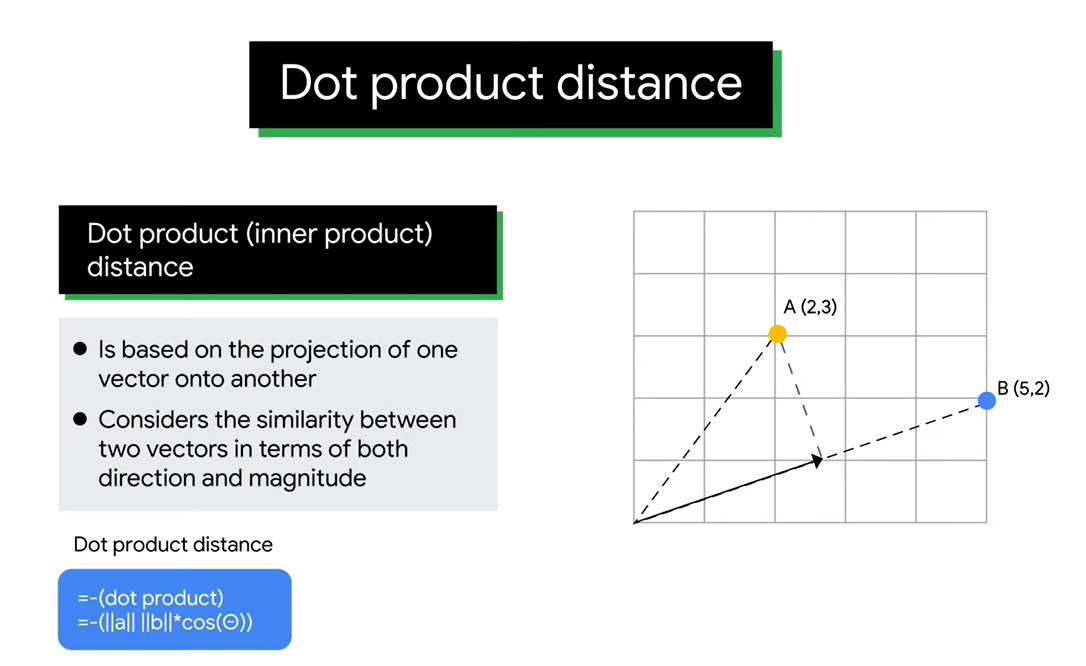 Dot product distance
Dot product (inner product)
distance
● Is based on the projection of one
vector onto another
● Considers the similarity between
two vectors in terms of both
direction and magnitude
Dot product distance
=-(dot product)
=-(||a|| ||b||*cos(Θ))
A (2,3)
B (5,2)